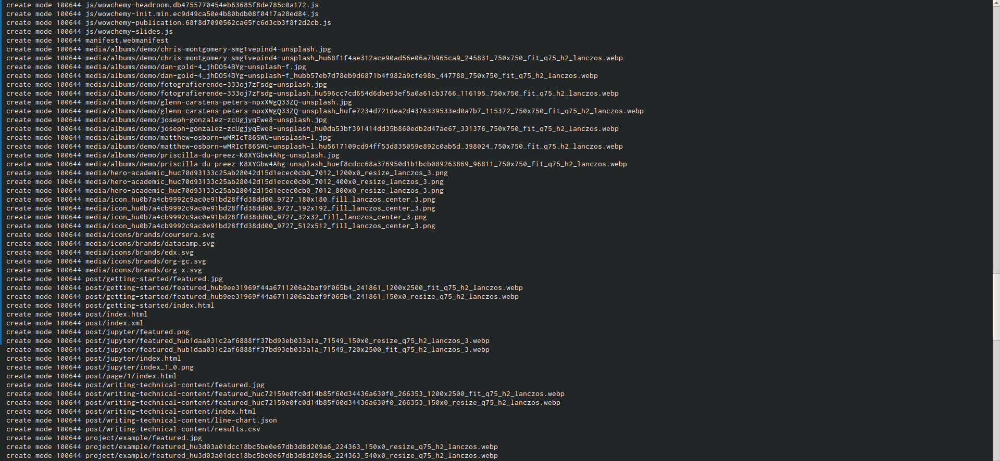 create mode 100644 js/wowchemy-headroom.db4755770454eb63685f8de785c0a172.js
create mode 100644 js/wowchemy-init.min.ec9d49ca50e4b80bdb08f0417a28ed84.js
create mode 100644 js/wowchemy-publication.68f8d7090562ca65fc6d3cb3f8f2d2cb.js
create mode 100644 js/wowchemy-slides.js
create mode 100644 manifest.webmanifest
create mode 100644 media/albums/demo/chris-montgomery-smgTvepind4-unsplash.jpg
create mode 100644 media/albums/demo/chris-montgomery-smgTvepind4-unsplash_hu68f1f4ae312ace90ad56e06a7b965ca9_245831_750x750_fit_q75_h2_lanczos.webp
create mode 100644 media/albums/demo/dan-gold-4_jhDO54BYg-unsplash-f.jpg
create mode 100644 media/albums/demo/dan-gold-4_jhDO54BYg-unsplash-f_hubb57eb7d78eb9d6871b4f982a9cfe98b_447788_750x750_fit_q75_h2_lanczos.webp
create mode 100644 media/albums/demo/fotografierende-333oj7zFsdg-unsplash.jpg
create mode 100644 media/albums/demo/fotografierende-333oj7zFsdg-unsplash_hu596cc7cd654d6dbe93ef5a0a61cb3766_116195_750x750_fit_q75_h2_lanczos.webp
create mode 100644 media/albums/demo/glenn-carstens-peters-npxXWgQ33ZQ-unsplash.jpg
create mode 100644 media/albums/demo/glenn-carstens-peters-npxXWgQ33ZQ-unsplash_hufe7234d721dea2d4376339533ed0a7b7_115372_750x750_fit_q75_h2_lanczos.webp
create mode 100644 media/albums/demo/joseph-gonzalez-zcUgjyqEwe8-unsplash.jpg
create mode 100644 media/albums/demo/joseph-gonzalez-zcUgjyqEwe8-unsplash_hu0da53bf391414dd35b860edb2d47ae67_331376_750x750_fit_q75_h2_lanczos.webp
create mode 100644 media/albums/demo/matthew-osborn-wMRIcT86SWU-unsplash-l.jpg
create mode 100644 media/albums/demo/matthew-osborn-wMRIcT86SWU-unsplash-l_hu5617109cd94ff53d835059e892c0ab5d_398024_750x750_fit_q75_h2_lanczos.webp
create mode 100644 media/albums/demo/priscilla-du-preez-K8XYGbw4Ahg-unsplash.jpg
create mode 100644 media/albums/demo/priscilla-du-preez-K8XYGbw4Ahg-unsplash_huef8cdcc68a376950d1b1bcb089263869_96811_750x750_fit_q75_h2_lanczos.webp
create mode 100644 media/hero-academic_huc70d93133c25ab28042d15d1ecec0cb0_7012_1200x0_resize_lanczos_3.png
create mode 100644 media/hero-academic_huc70d93133c25ab28042d15d1ecec0cb0_7012_400x0_resize_lanczos_3.png
create mode 100644 media/hero-academic_huc70d93133c25ab28042d15d1ecec0cb0_7012_800x0_resize_lanczos_3.png
create mode 100644 media/icon_hu0b7a4cb9992c9ac0e91bd28ffd38dd00_9727_180x180_fill_lanczos_center_3.png
create mode 100644 media/icon_hu0b7a4cb9992c9ac0e91bd28ffd38dd00_9727_192x192_fill_lanczos_center_3.png
create mode 100644 media/icon_hu0b7a4cb9992c9ac0e91bd28ffd38dd00_9727_32x32_fill_lanczos_center_3.png
create mode 100644 media/icon_hu0b7a4cb9992c9ac0e91bd28ffd38dd00_9727_512x512_fill_lanczos_center_3.png
create mode 100644 media/icons/brands/coursera.svg
create mode 100644 media/icons/brands/datacamp.svg
create mode 100644 media/icons/brands/edx.svg
create mode 100644 media/icons/brands/org-gc.svg
create mode 100644 media/icons/brands/org-x.svg
create mode 100644 post/getting-started/featured.jpg
create mode 100644 post/getting-started/featured_hub9ee31969f44a6711206a2baf9f065b4_241861_1200x2500_fit_q75_h2_lanczos.webp
create mode 100644 post/getting-started/featured_hub9ee31969f44a6711206a2baf9f065b4_241861_150x0_resize_q75_h2_lanczos.webp
create mode 100644 post/getting-started/index.html
create mode 100644 post/index.html
create mode 100644 post/index.xml
create mode 100644 post/jupyter/featured.png
create mode 100644 post/jupyter/featured_hub1daa031c2af6888ff37bd93eb033a1a_71549_150x0_resize_q75_h2_lanczos_3.webp
create mode 100644 post/jupyter/featured_hub1daa031c2af6888ff37bd93eb033a1a_71549_720x2500_fit_q75_h2_lanczos_3.webp
create mode 100644 post/jupyter/index.html
create mode 100644 post/jupyter/index_1_0.png
create mode 100644 post/page/1/index.html
create mode 100644 post/writing-technical-content/featured.jpg
create mode 100644 post/writing-technical-content/featured_huc72159e0fc0d14b85f60d34436a630f0_266353_1200x2500_fit_q75_h2_lanczos.webp
create mode 100644 post/writing-technical-content/featured_huc72159e0fc0d14b85f60d34436a630f0_266353_150x0_resize_q75_h2_lanczos.webp
create mode 100644 post/writing-technical-content/index.html
create mode 100644 post/writing-technical-content/line-chart.json
create mode 100644 post/writing-technical-content/results.csv
create mode 100644 project/example/featured.jpg
create mode 100644 project/example/featured_hu3d03a01dcc18bc5be0e67db3d8d209a6_224363_150x0_resize_q75_h2_lanczos.webp
create mode 100644 project/example/featured_hu3d03a01dcc18bc5be0e67db3d8d209a6_224363_540x0_resize_q75_h2_lanczos.webp